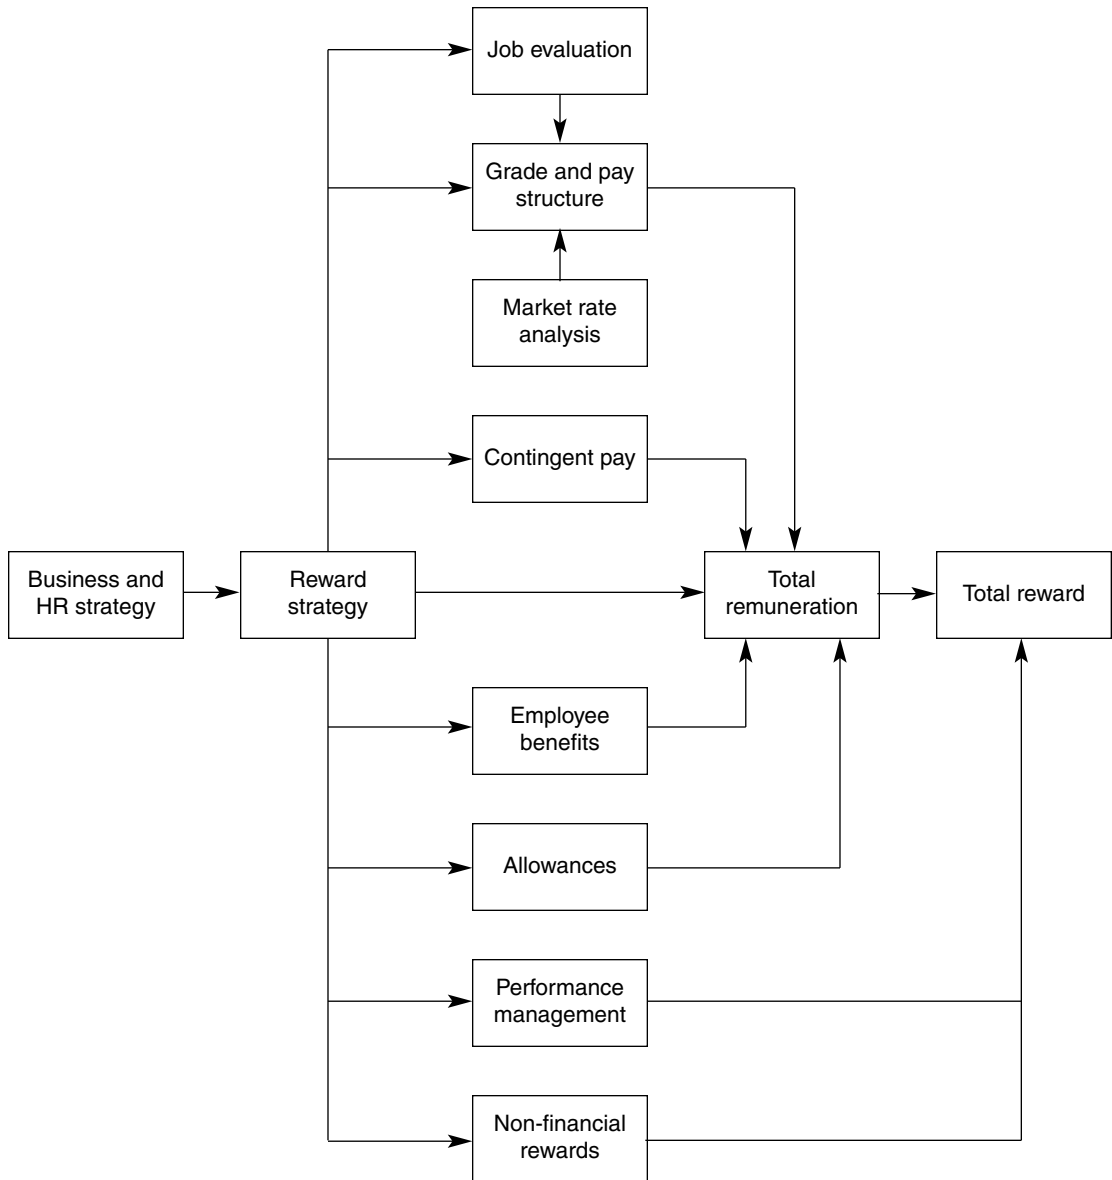 Job evaluation
Grade and pay
structure
Market rate
analysis
Contingent pay
Business and
HR strategy
Reward
strategy
Total
remuneration
Total reward
Employee
benefits
Allowances
Performance
management
Non-financial
rewards